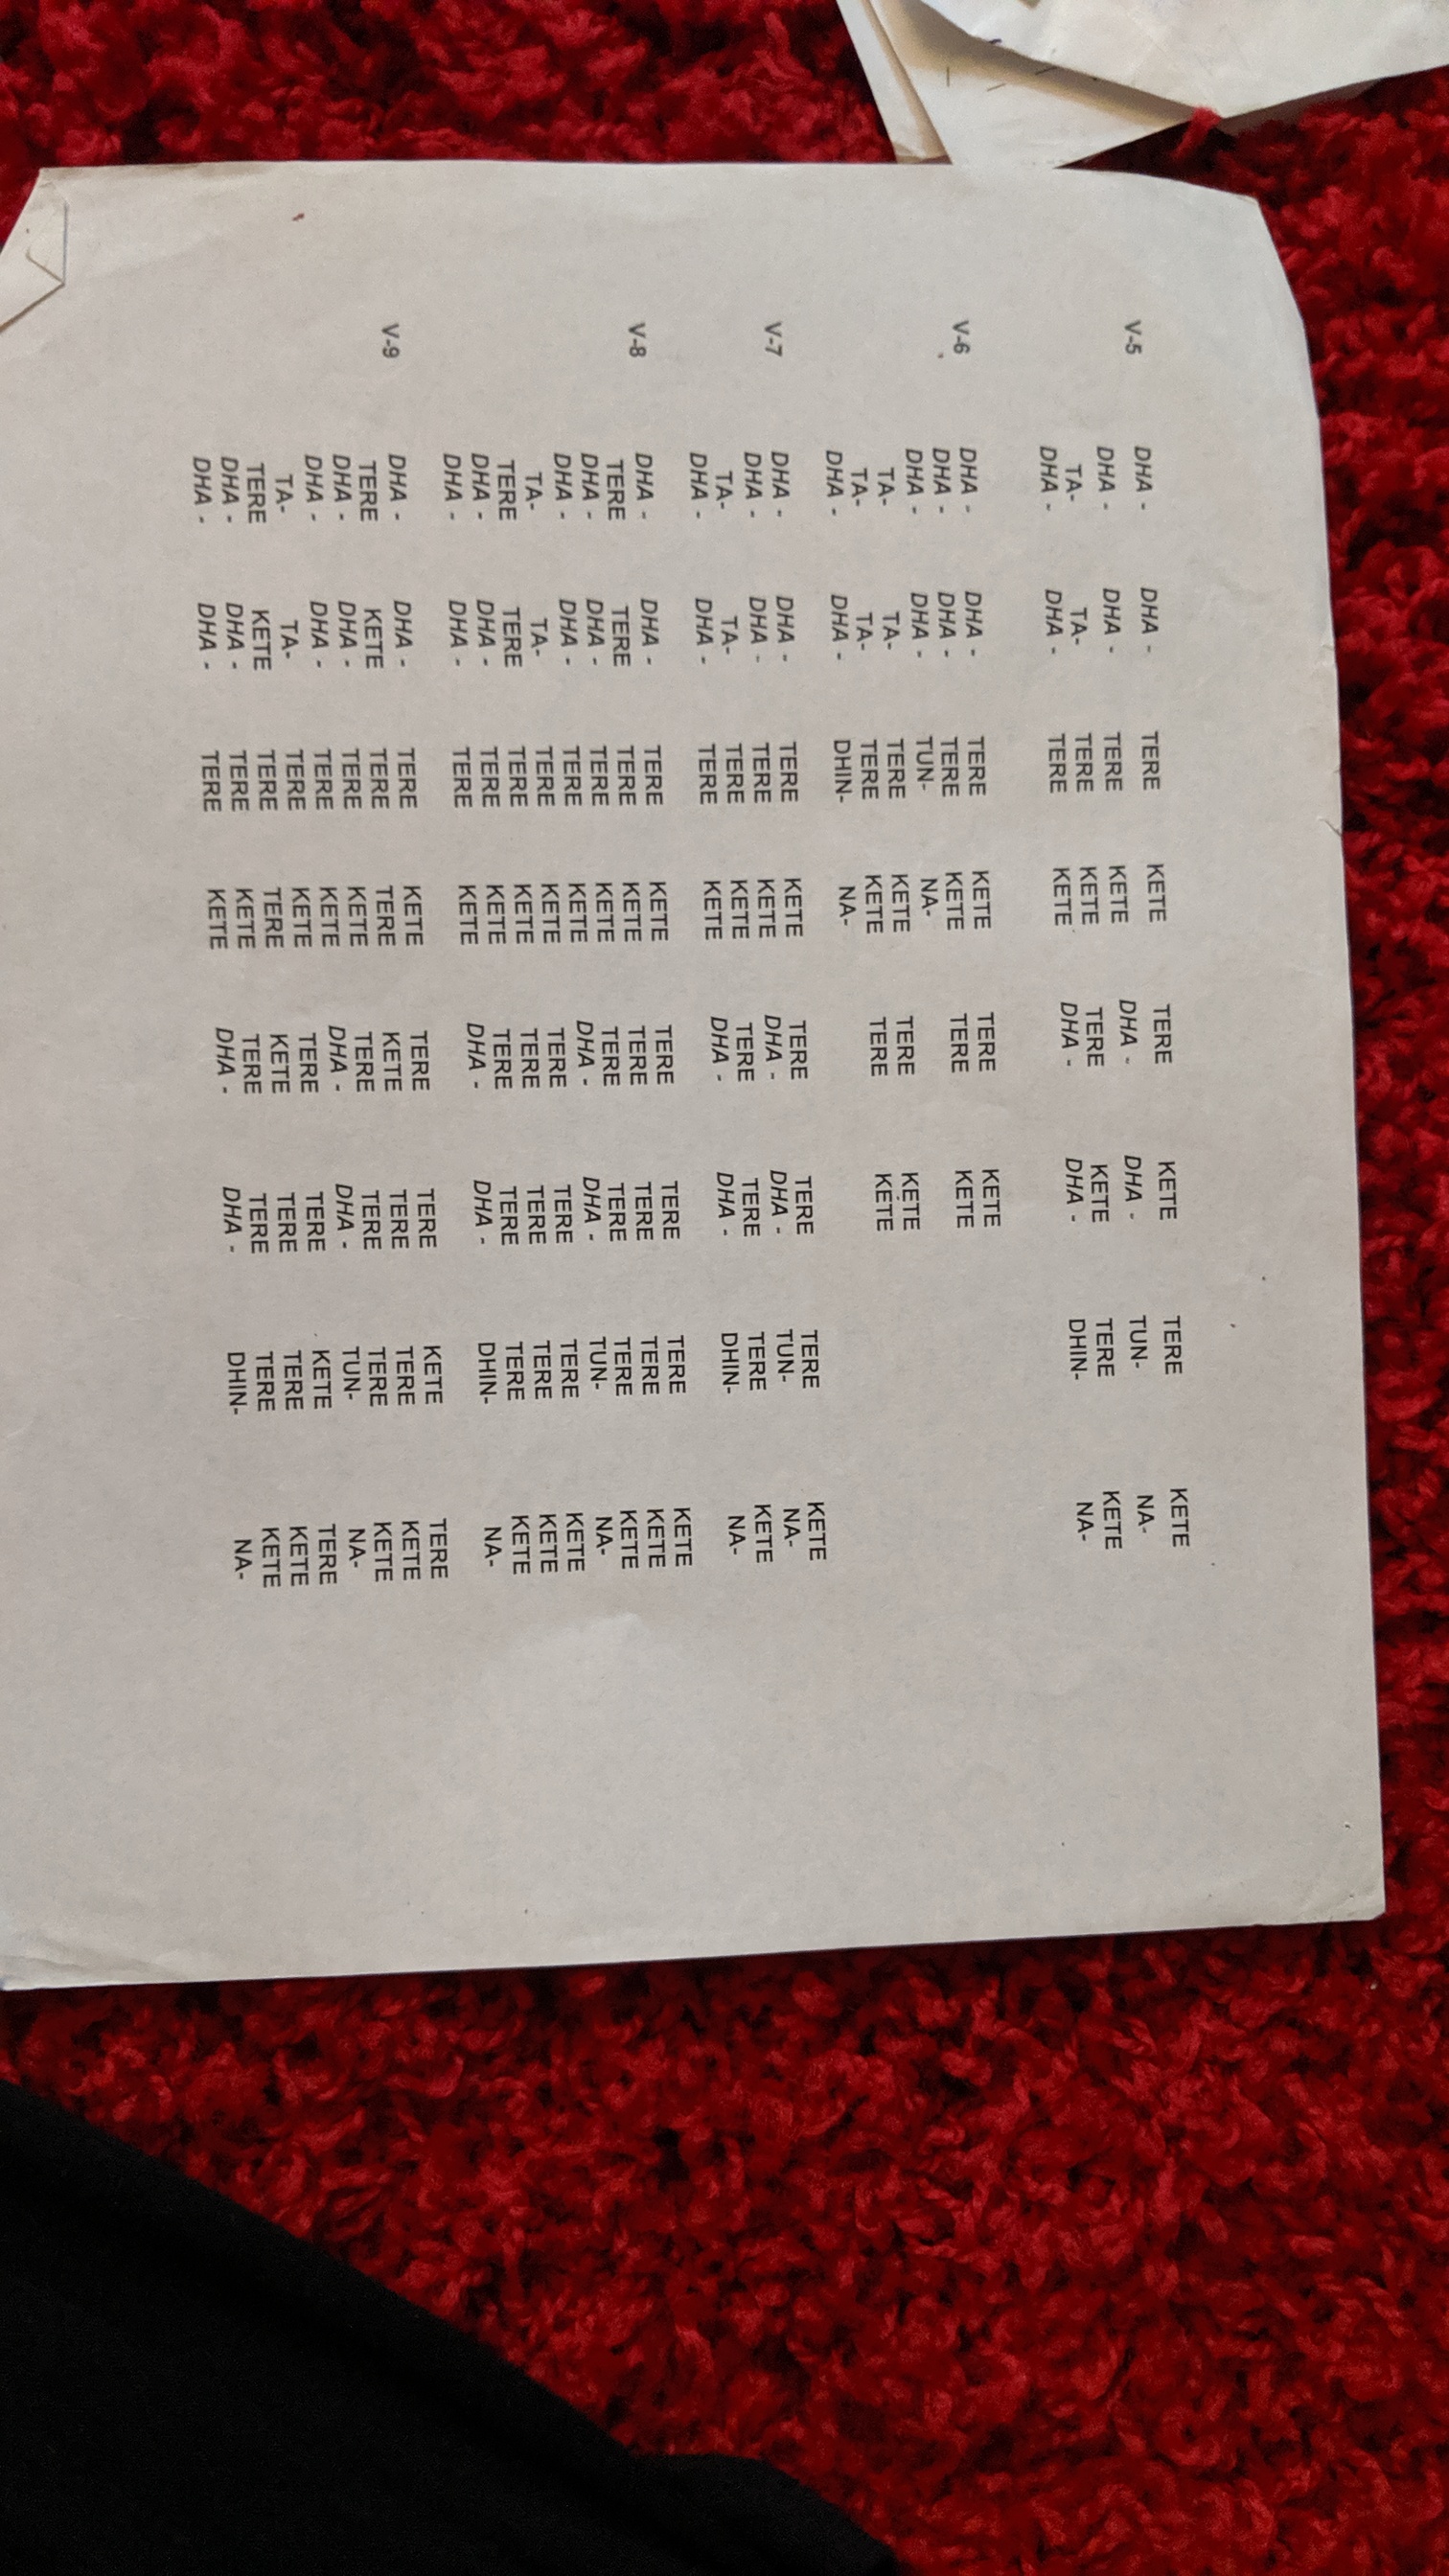 V-5 DHA - DHA - TERE KETE TERE KETE TERE KETE
DHA - DHA - TERE KETE DHA - DHA - TUN- NA-
TA- TA- TERE KETE TERE KETE TERE KETE
DHA - DHA - TERE KETE DHA - DHA - DHIN- NA-
V-6 DHA - DHA - TERE KETE TERE KETE
DHA - DHA - TERE KETE TERE KETE
DHA - DHA - TUN- NA-
TA- TA- TERE KETE TERE KETE
TA- TA- TERE KETE TERE KETE
DHA - DHA - DHIN- NA-
V-7 DHA - DHA - TERE KETE TERE TERE TERE KETE
DHA - DHA - TERE KETE DHA - DHA - TUN- NA-
TA- TA- TERE KETE TERE TERE TERE KETE
DHA - DHA - TERE KETE DHA - DHA - DHIN- NA-
V-8 DHA - DHA - TERE KETE TERE TERE TERE KETE
TERE TERE TERE KETE TERE TERE TERE KETE
DHA - DHA - TERE KETE TERE TERE TERE KETE
DHA - DHA - TERE KETE DHA - DHA - TUN- NA-
TA- TA- TERE KETE TERE TERE TERE KETE
TERE TERE TERE KETE TERE TERE TERE KETE
DHA - DHA - TERE KETE TERE TERE TERE KETE
DHA - DHA - TERE KETE DHA - DHA - DHIN- NA-
V-9 DHA - DHA - TERE KETE TERE TERE KETE TERE
TERE KETE TERE TERE KETE TERE TERE KETE
DHA - DHA - TERE KETE TERE TERE TERE KETE
DHA - DHA - TERE KETE DHA - DHA - TUN- NA-
TA- TA- TERE KETE TERE TERE KETE TERE
TERE KETE TERE TERE KETE TERE TERE KETE
DHA - DHA - TERE KETE TERE TERE TERE KETE
DHA - DHA - TERE KETE DHA - DHA - DHIN- NA-